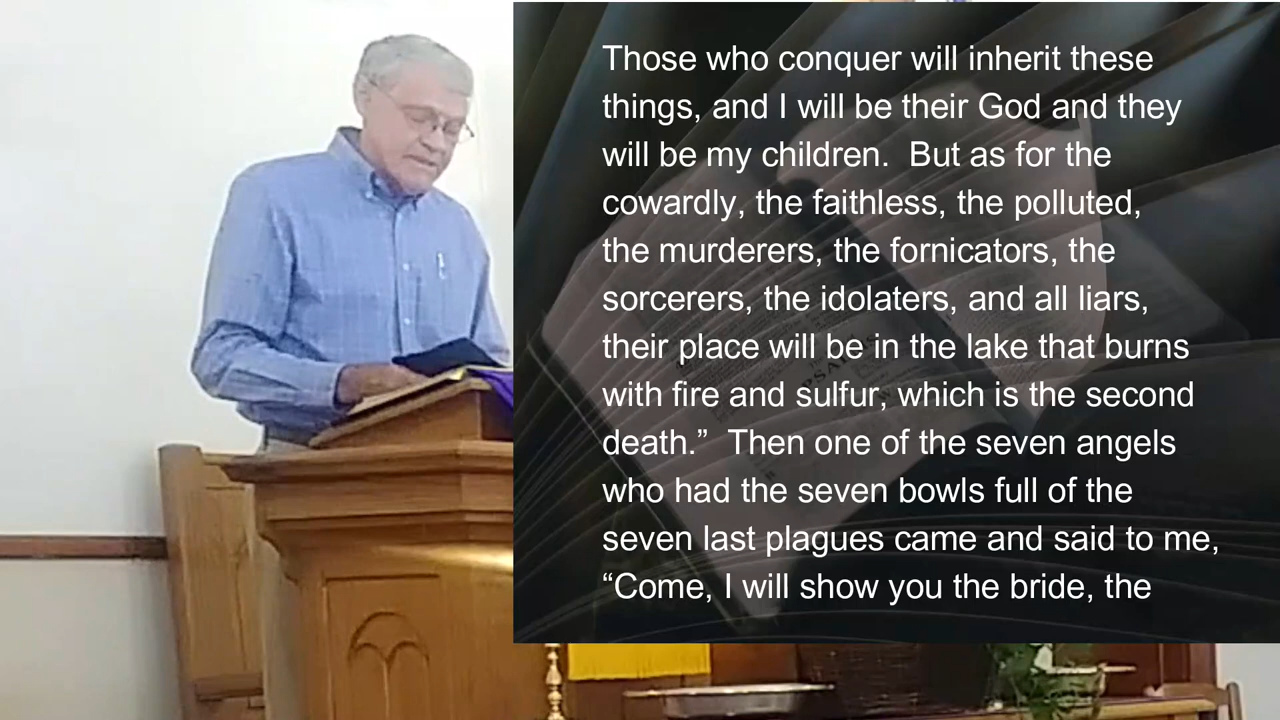 Those who conquer will inherit these
things, and I will be their God and they
will be my children.  But as for the
cowardly, the faithless, the polluted,
the murderers, the fornicators, the
sorcerers, the idolaters, and all liars,
their place will be in the lake that burns
with fire and sulfur, which is the second
death.”  Then one of the seven angels
who had the seven bowls full of the
seven last plagues came and said to me,
“Come, I will show you the bride, the